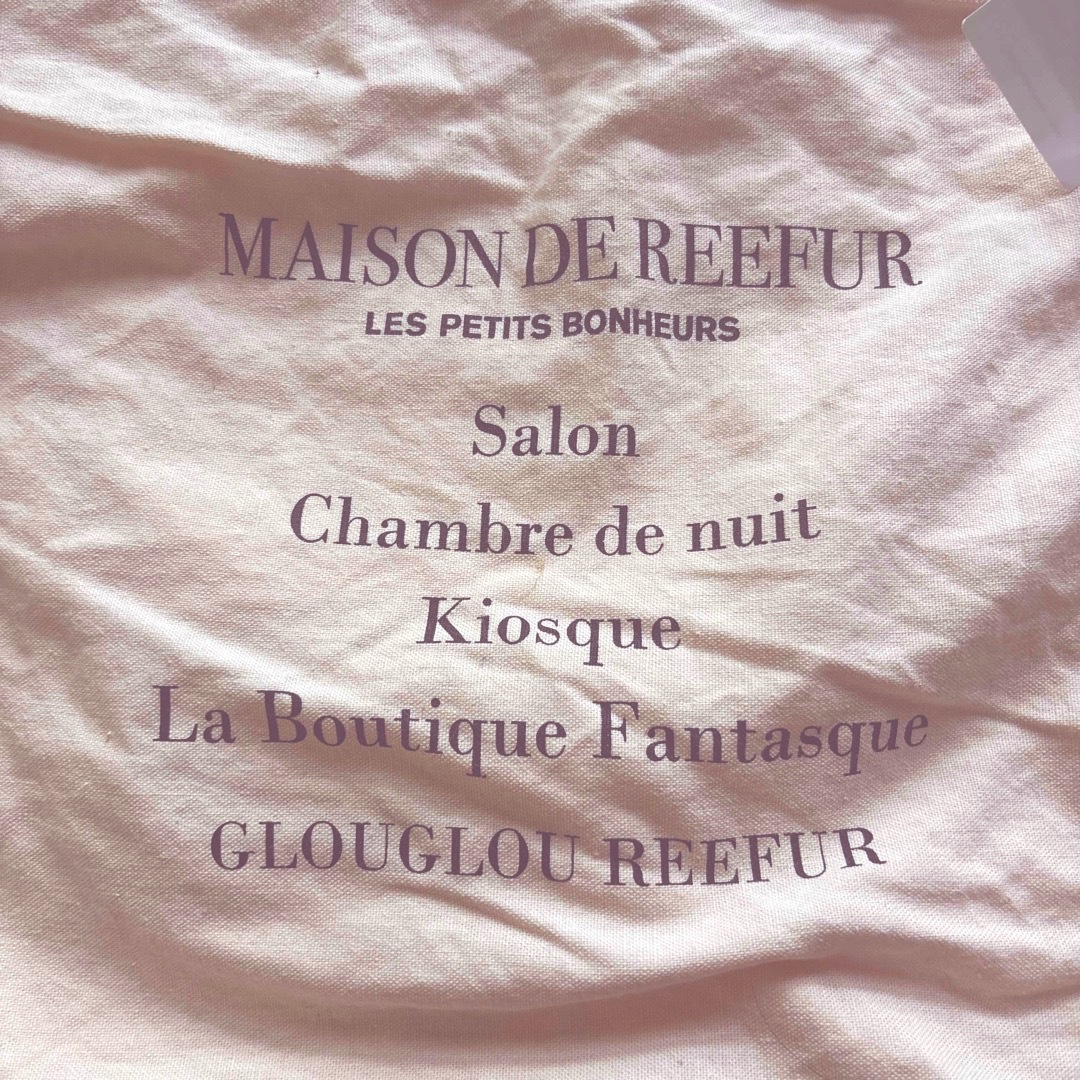 MAISON DE REEFUR
LES PETITS BONHEURS
Salon
Chambre de nuit
Kiosque
La Boutique Fantasque
GLOUGLOU REEFUR